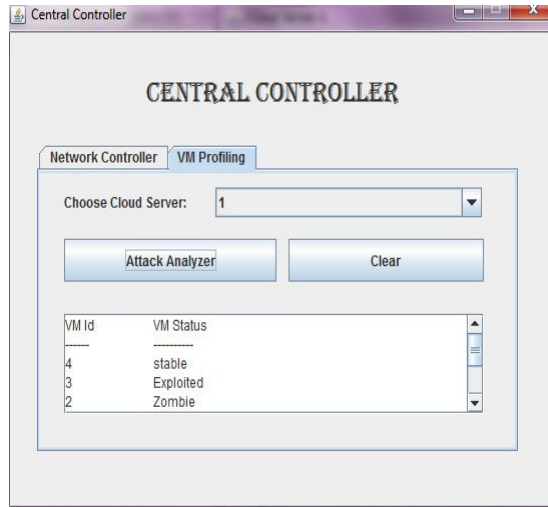 Central Controller
CENTRAL CONTROLLER
Network Controller VM Profiling
Choose Cloud Server: 1
Attack Analyzer Clear
VM Id VM Status
------ ----------
4 stable
3 Exploited
2 Zombie